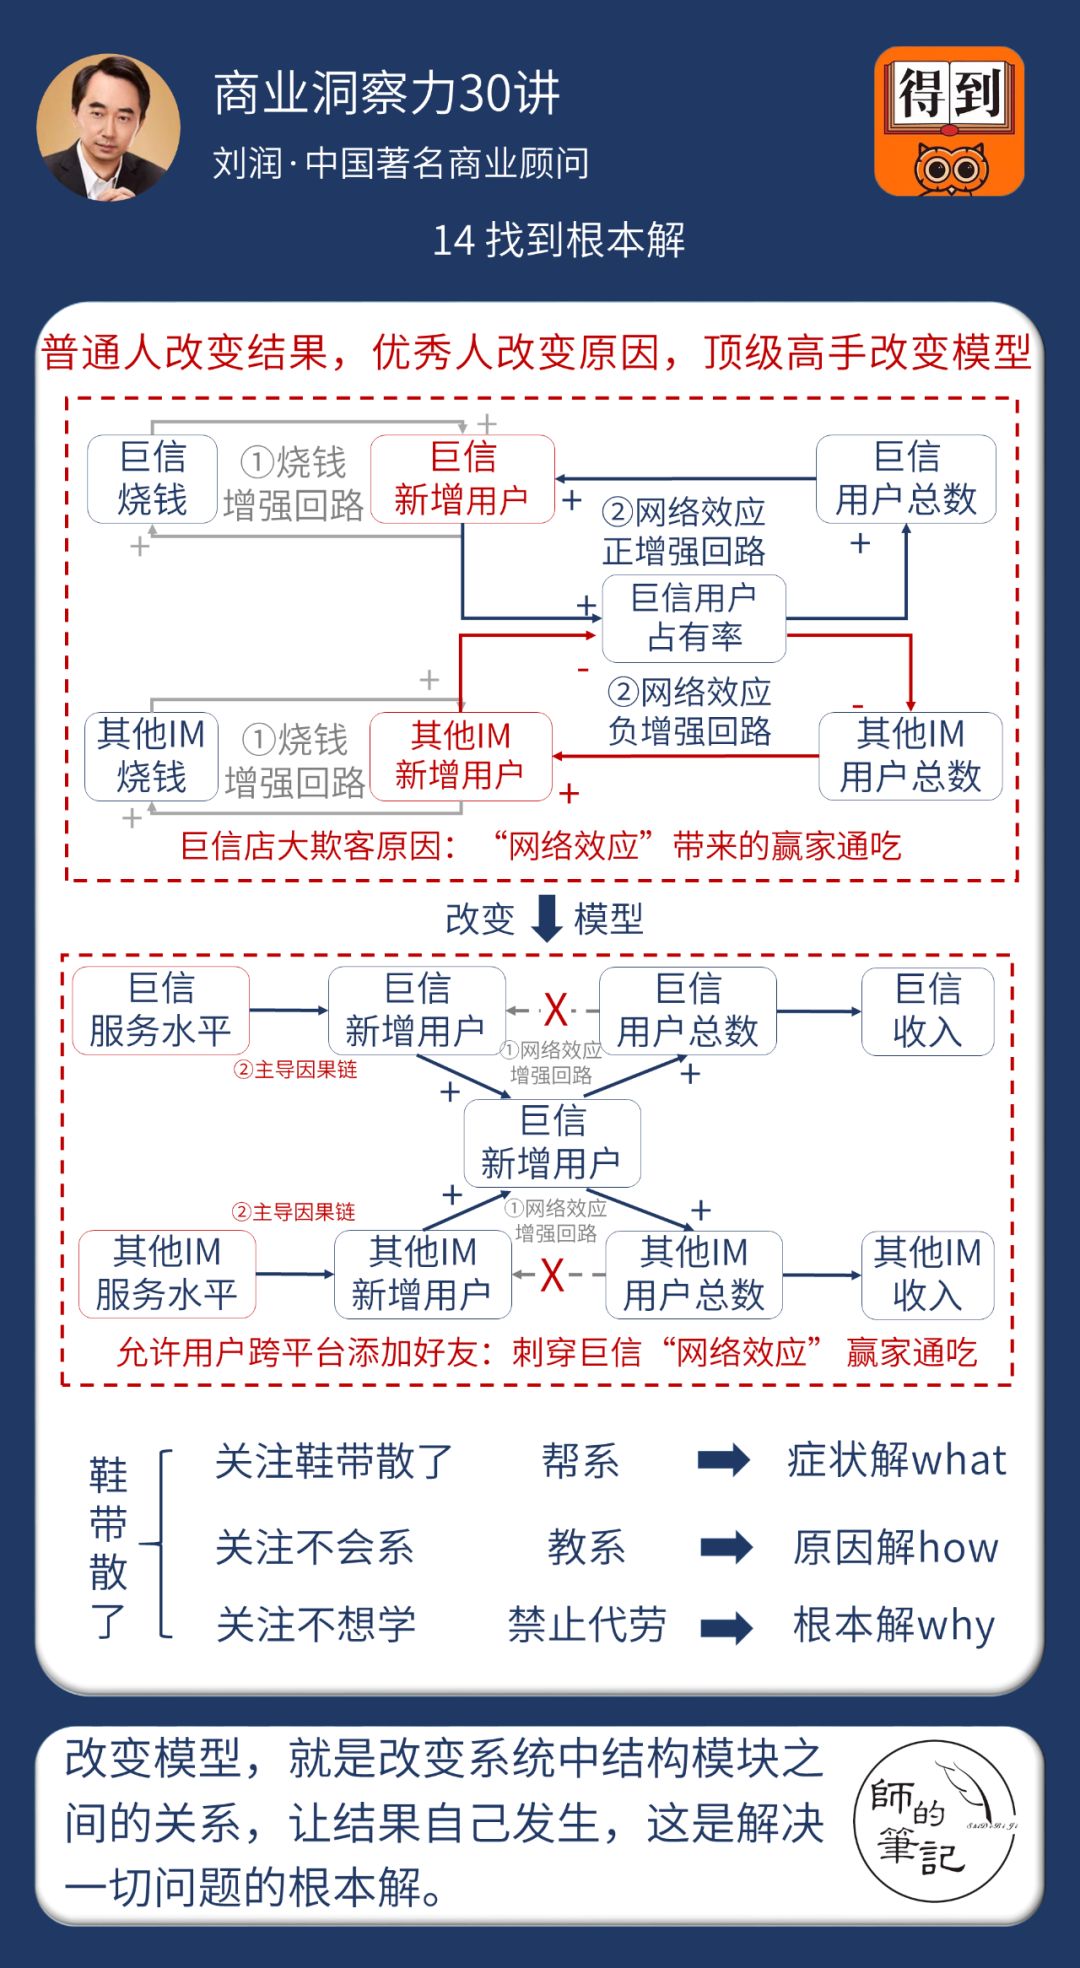 商业洞察力30讲
刘润·中国著名商业顾问
得到
14 找到根本解
普通人改变结果，优秀人改变原因，顶级高手改变模型
巨信
烧钱
①烧钱
增强回路
+
+
巨信
新增用户
+
②网络效应
正增强回路
巨信
用户总数
+
+
巨信用户
占有率
-
②网络效应
负增强回路
-
其他IM
烧钱
①烧钱
增强回路
+
+
其他IM
新增用户
+
其他IM
用户总数
巨信店大欺客原因：“网络效应”带来的赢家通吃
改变
模型
巨信
服务水平
②主导因果链
巨信
新增用户
X
①网络效应
增强回路
巨信
用户总数
巨信
收入
+
+
巨信
新增用户
+
+
②主导因果链
①网络效应
增强回路
其他IM
服务水平
其他IM
新增用户
X
其他IM
用户总数
其他IM
收入
允许用户跨平台添加好友：刺穿巨信“网络效应” 赢家通吃
鞋带散了
关注鞋带散了 帮系 症状解what
关注不会系 教系 原因解how
关注不想学 禁止代劳 根本解why
改变模型，就是改变系统中结构模块之
间的关系，让结果自己发生，这是解决
一切问题的根本解。
師的
筆記
ShiDeBiJi